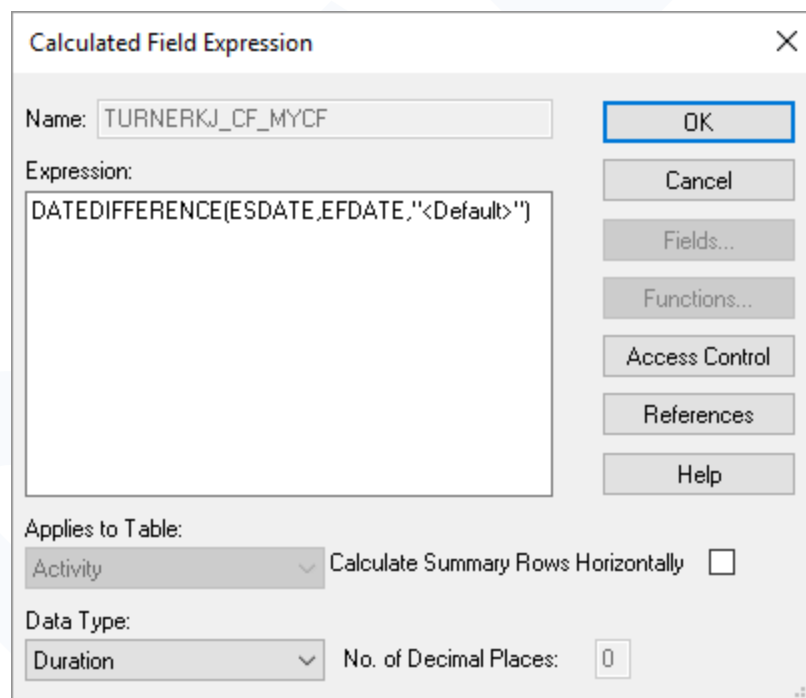 Calculated Field Expression
Name: TURNERKJ_CF_MYCF
OK
Expression:
Cancel
DATEDIFFERENCE(ESDATE,EFDATE,"<Default>")
Fields...
Functions...
Access Control
References
Help
Applies to Table:
Activity
Calculate Summary Rows Horizontally
Data Type:
Duration
No. of Decimal Places: 0